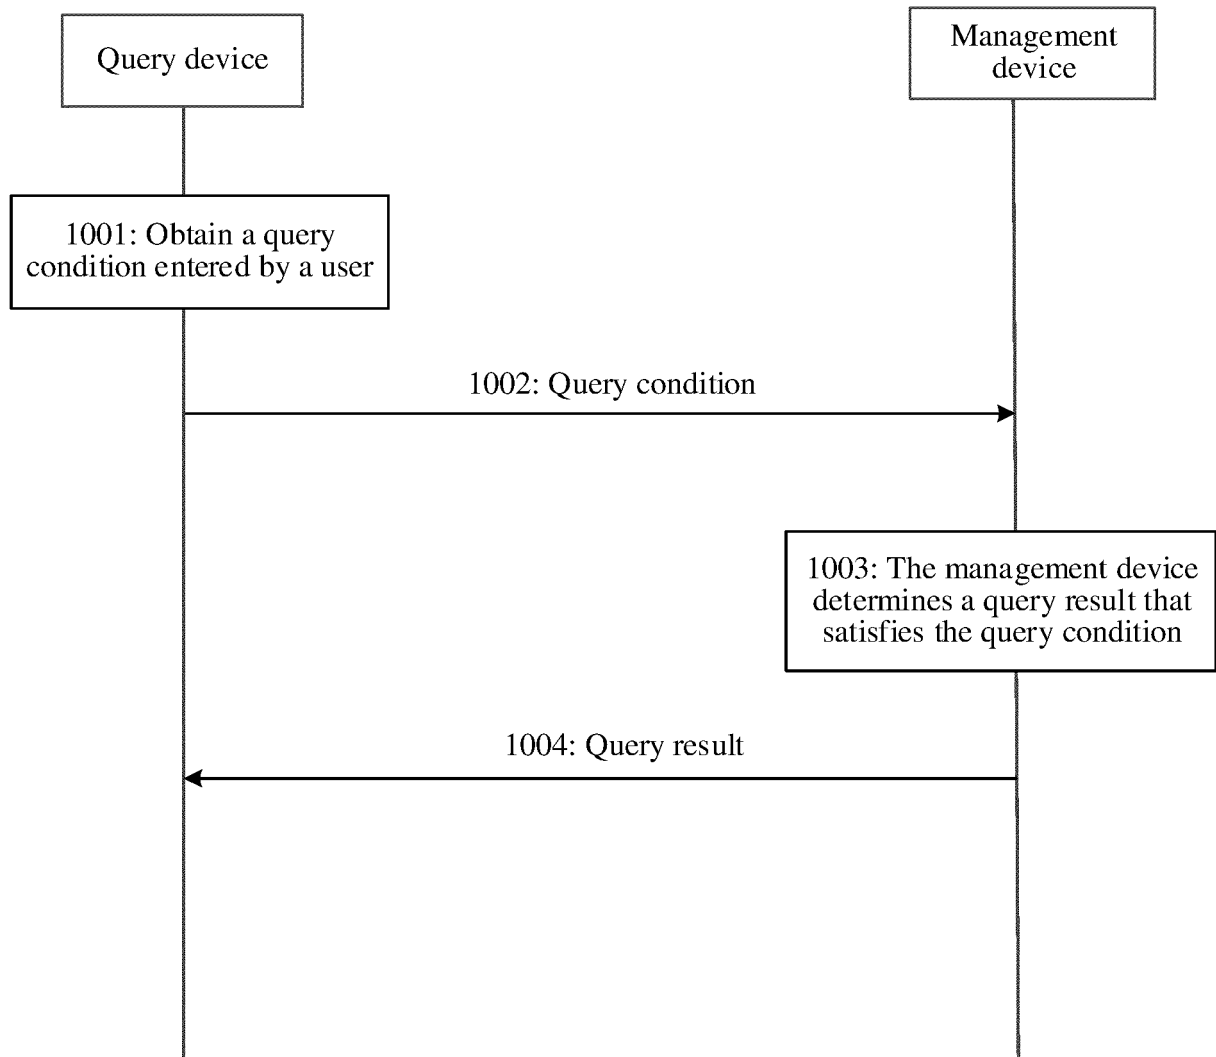 Query device
Management
device
1001: Obtain a query
condition entered by a user
1002: Query condition
1003: The management device
determines a query result that
satisfies the query condition
1004: Query result